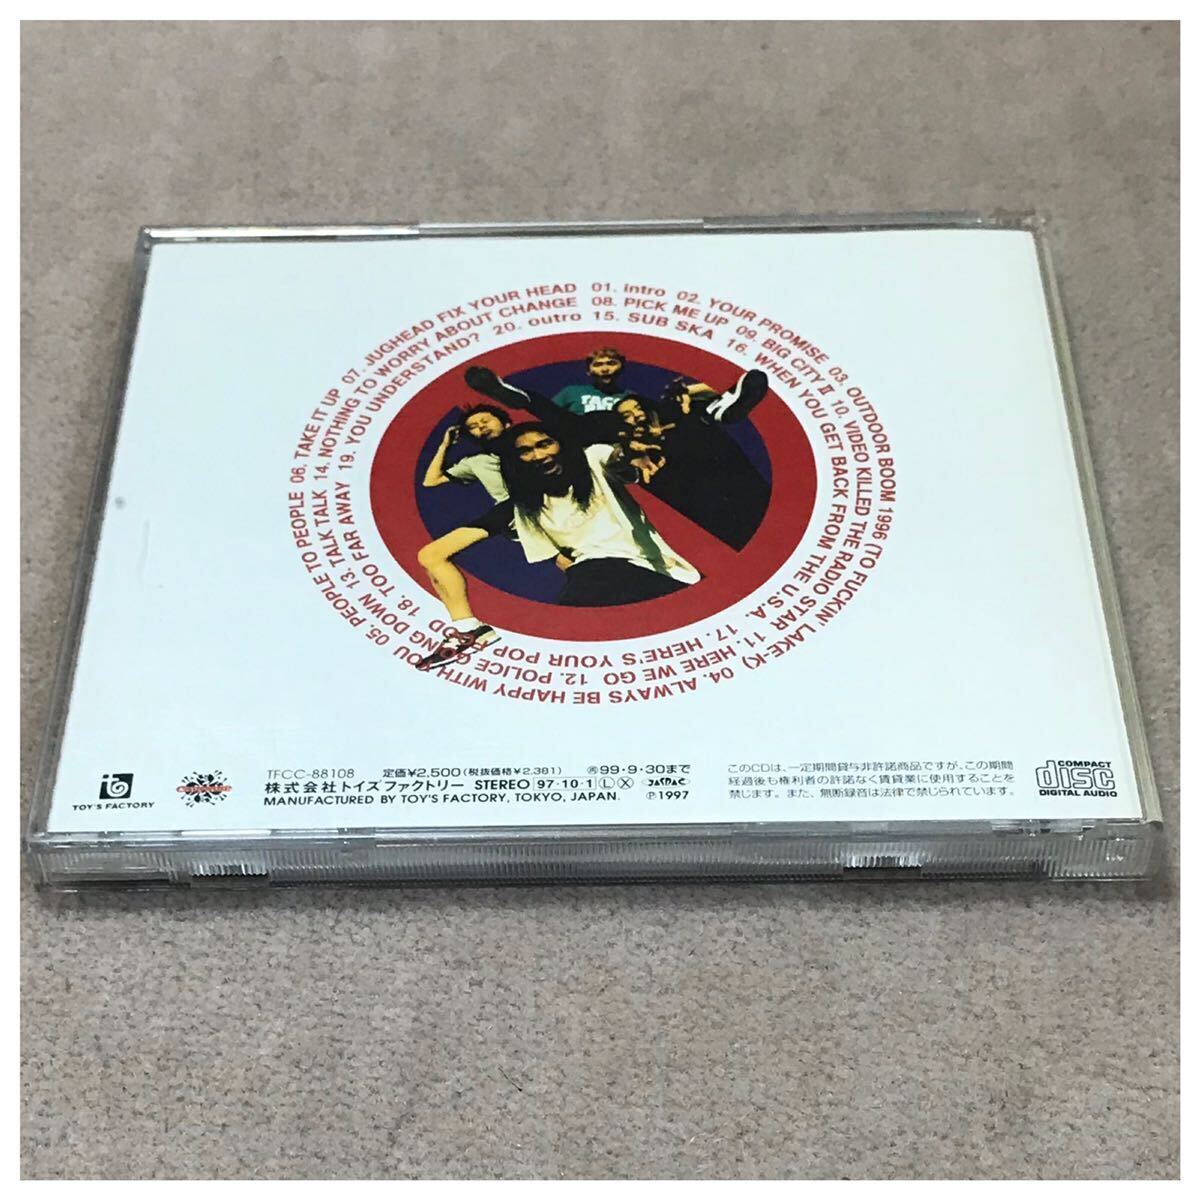 01. intro 02. YOUR PROMISE 03. OUTDOOR BOOM 1996 (TO FUCKIN' LAKE-K) 04. ALWAYS BE HAPPY WITH YOU 05. PEOPLE TO PEOPLE 06. TAKE IT UP 07. JUGHEAD FIX YOUR HEAD
08. PICK ME UP 09. BIG CITY II 10. VIDEO KILLED THE RADIO STAR 11. HERE WE GO 12. POLICE GOING DOWN 13. TALK TALK 14. NOTHING TO WORRY ABOUT CHANGE
15. SUB SKA 16. WHEN YOU GET BACK FROM THE U.S.A. 17. HERE'S YOUR POP FOOD 18. TOO FAR AWAY 19. YOU UNDERSTAND? 20. outro
TACO
TOY'S FACTORY
TFCC-88108 定価¥2,500(税抜価格¥2,381) 99・9・30まで
株式会社トイズファクトリー STEREO 97・10・1 Ⓛ Ⓧ JASRAC
MANUFACTURED BY TOY'S FACTORY, TOKYO, JAPAN. ℗1997
このCDは、一定期間貸与非許諾商品ですが、この期間
経過後も権利者の許諾なく賃貸業に使用することを
禁じます。また、無断録音は法律で禁じられています。
COMPACT
disc
DIGITAL AUDIO